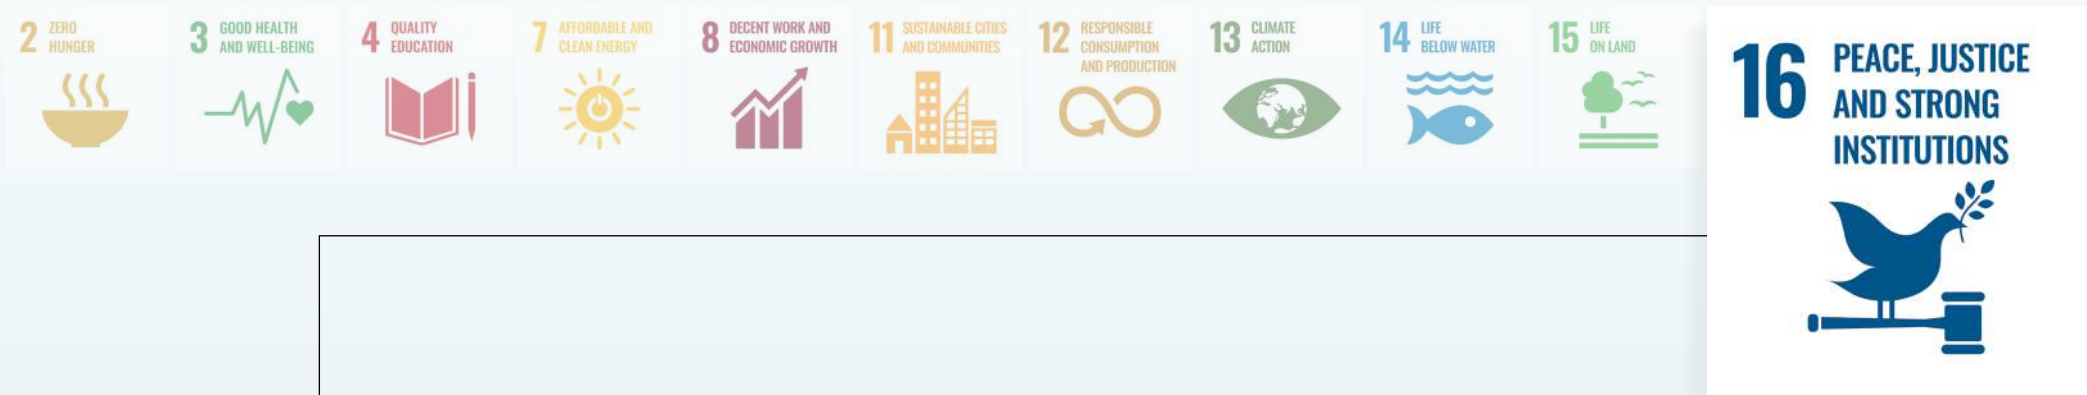 2 ZERO
HUNGER
3 GOOD HEALTH
AND WELL-BEING
4 QUALITY
EDUCATION
7 AFFORDABLE AND
CLEAN ENERGY
8 DECENT WORK AND
ECONOMIC GROWTH
11 SUSTAINABLE CITIES
AND COMMUNITIES
12 RESPONSIBLE
CONSUMPTION
AND PRODUCTION
13 CLIMATE
ACTION
14 LIFE
BELOW WATER
15 LIFE
ON LAND
16 PEACE, JUSTICE
AND STRONG
INSTITUTIONS